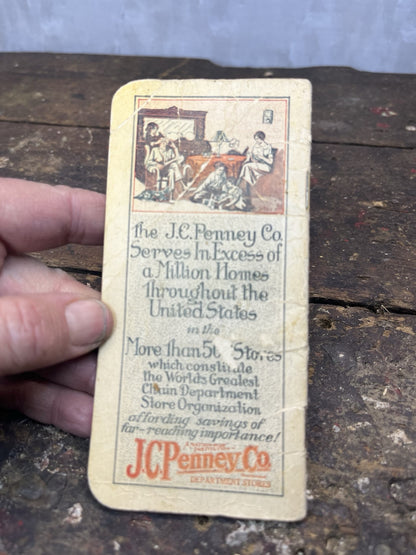 The J.C. Penney Co.
Serves In Excess of
a Million Homes
Throughout the
United States
in the
More Than Stores
which constitute
the World's Greatest
Chain Department
Store Organization
affording savings of
far-reaching importance!
J.C. Penney Co.
DEPARTMENT STORES